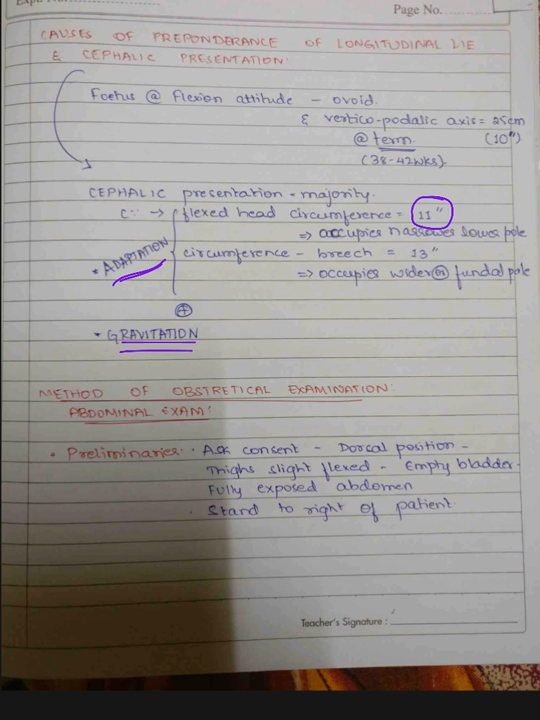 Page No.
CAUSES OF PREPONDERANCE OF LONGITUDINAL LIE
& CEPHALIC PRESENTATION:
Foetus @ flexion attitude - ovoid.
& vertico-podalic axis = 25cm
@ term (10")
(38-42wks).
CEPHALIC presentation - majority.
C:: → flexed head circumference = 11"
⇒ occupies narrower lower pole
* ADAPTATION
circumference - breech = 13"
⇒ occupies wider @ fundal pole
⊕
* GRAVITATION
METHOD OF OBSTRETICAL EXAMINATION:
ABDOMINAL EXAM:
• Preliminaries: • Ask consent - Dorsal position -
Thighs slight flexed - Empty bladder.
Fully exposed abdomen
• Stand to right of patient
Teacher's Signature :